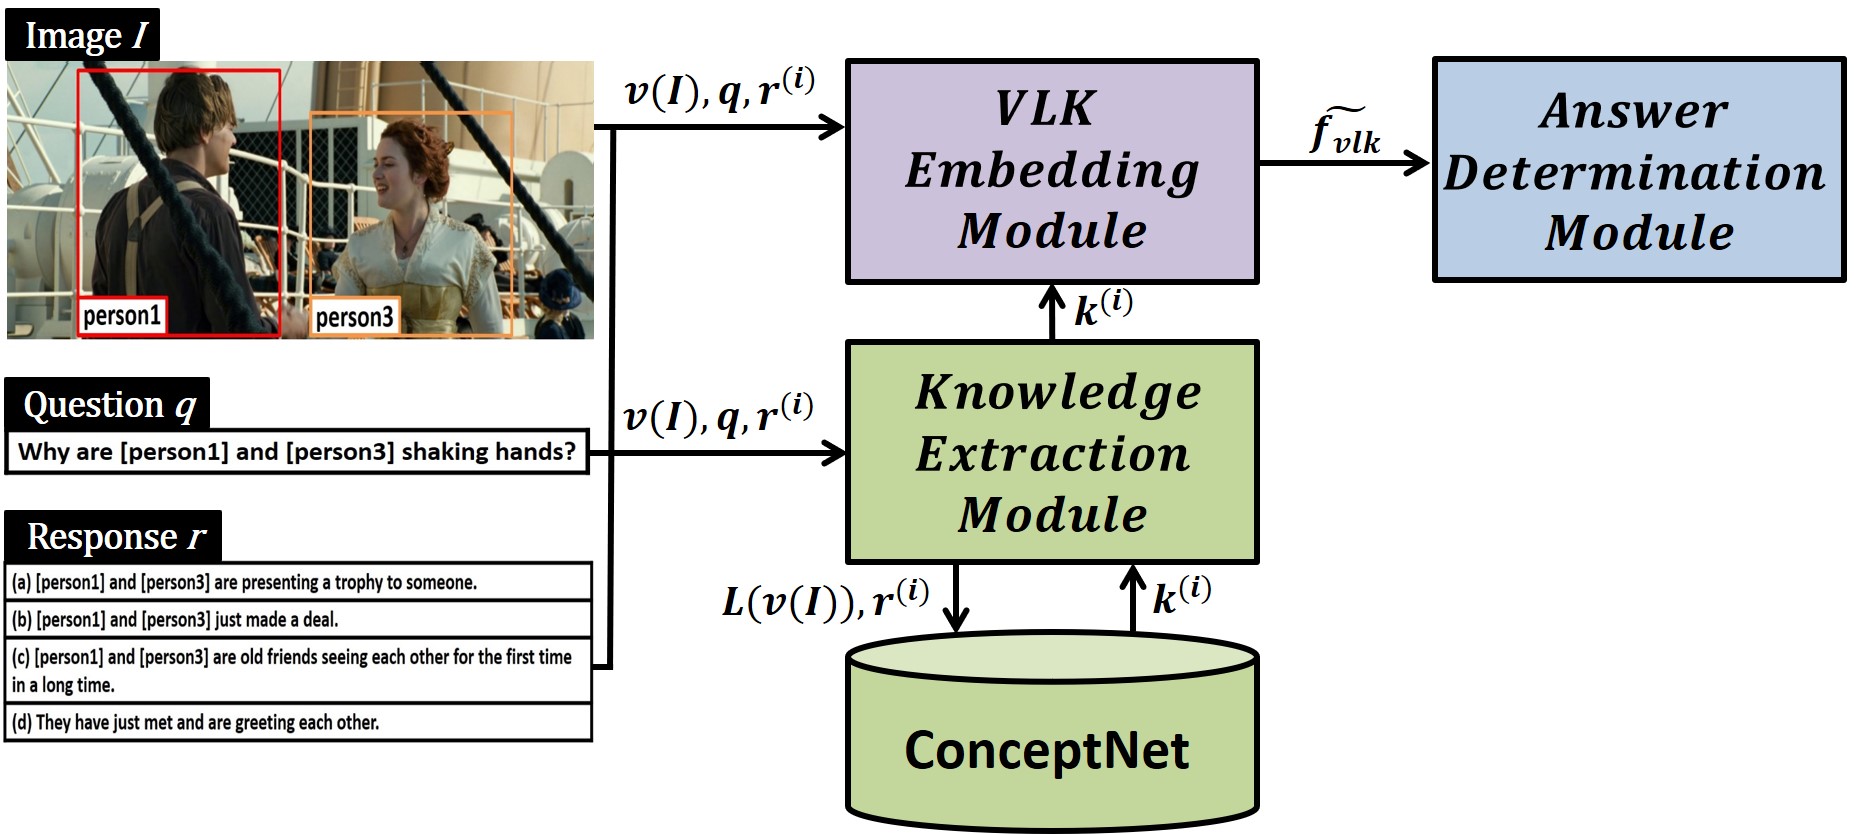 Image I
person1
person3
Question q
Why are [person1] and [person3] shaking hands?
Response r
(a) [person1] and [person3] are presenting a trophy to someone.
(b) [person1] and [person3] just made a deal.
(c) [person1] and [person3] are old friends seeing each other for the first time
in a long time.
(d) They have just met and are greeting each other.
v(I), q, r^(i)
v(I), q, r^(i)
VLK
Embedding
Module
k^(i)
Knowledge
Extraction
Module
L(v(I)), r^(i)
k^(i)
ConceptNet
\widetilde{f_{vlk}}
Answer
Determination
Module